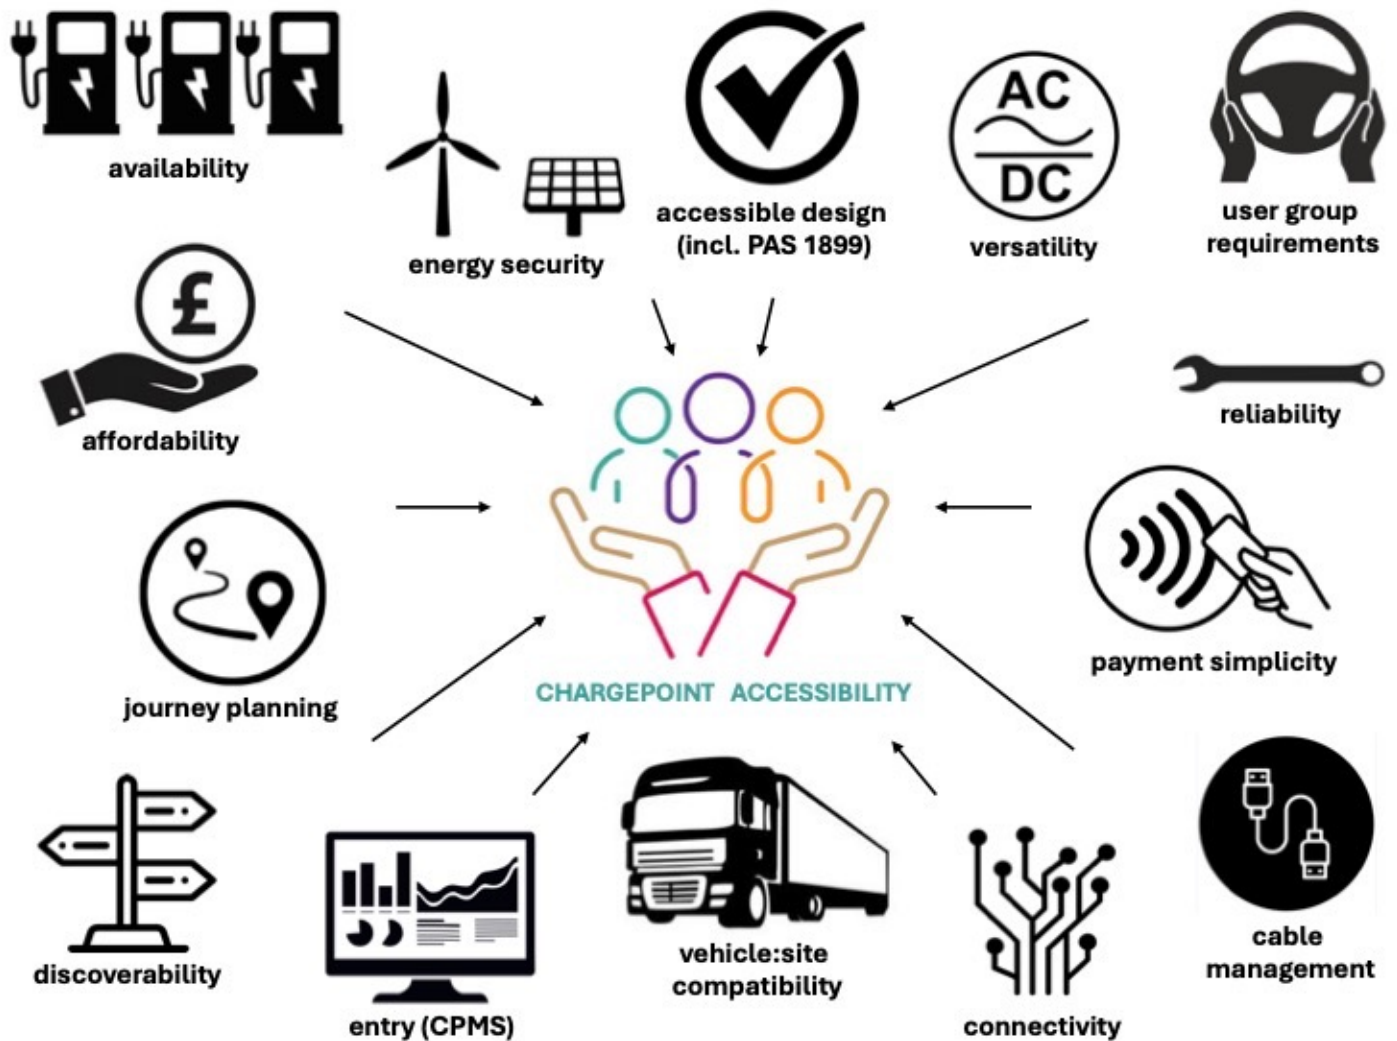 availability
energy security
accessible design
(incl. PAS 1899)
AC
DC
versatility
user group
requirements
£
affordability
reliability
journey planning
payment simplicity
CHARGEPOINT ACCESSIBILITY
discoverability
entry (CPMS)
vehicle:site
compatibility
connectivity
cable
management